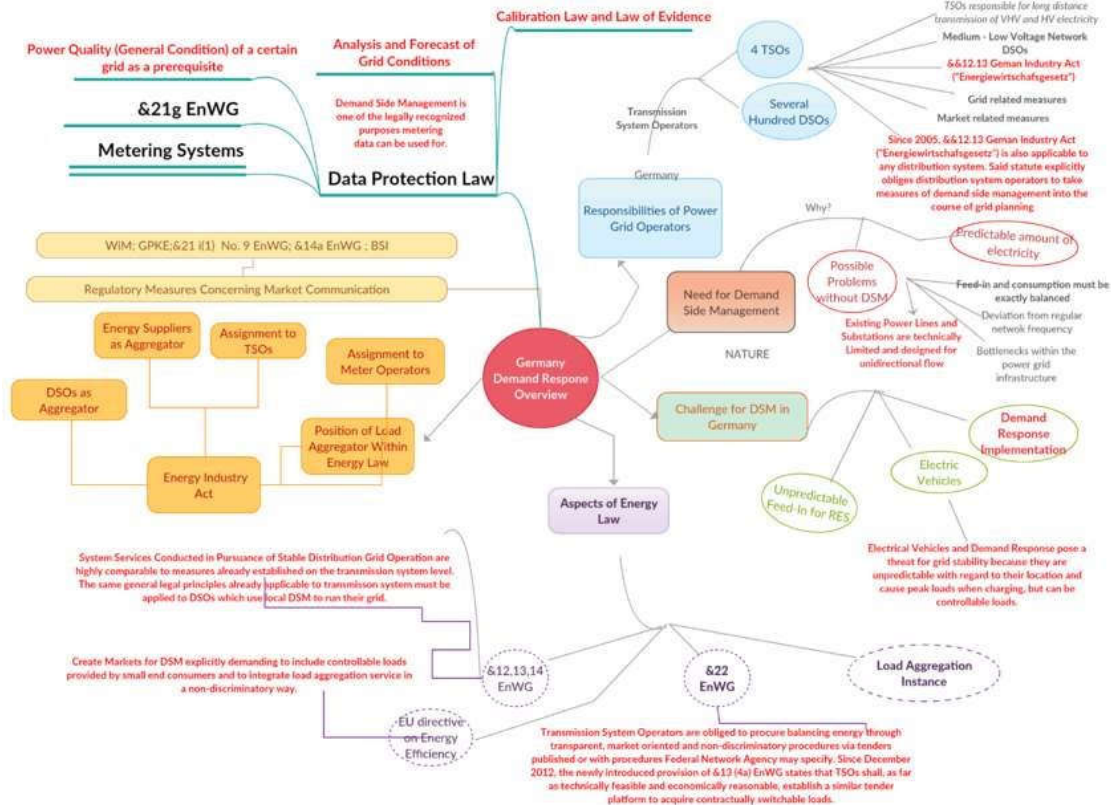 Calibration Law and Law of Evidence
Power Quality (General Condition) of a certain
grid as a prerequisite
Analysis and Forecast of
Grid Conditions
&21g EnWG
Demand Side Management is
one of the legally recognized
purposes metering
data can be used for.
Metering Systems
Data Protection Law
4 TSOs
Several
Hundred DSOs
Transmission
System Operators
Germany
Responsibilities of Power
Grid Operators
TSOs responsible for long distance
transmission of VHV and HV electricity
Medium - Low Voltage Network
DSOs
&&12.13 Geman Industry Act
("Energiewirtschafsgesetz")
Grid related measures
Market related measures
Since 2005, &&12.13 Geman Industry Act
("Energiewirtschafsgesetz") is also applicable to
any distribution system. Said statute explicitly
obliges distribution system operators to take
measures of demand side management into the
course of grid planning
WiM; GPKE;&21 i(1) No. 9 EnWG; &14a EnWG ; BSI
Regulatory Measures Concerning Market Communication
Energy Suppliers
as Aggregator
Assignment to
TSOs
Assignment to
Meter Operators
DSOs as
Aggregator
Position of Load
Aggregator Within
Energy Law
Energy Industry
Act
Germany
Demand Respone
Overview
Need for Demand
Side Management
NATURE
Why?
Predictable amount of
electricity
Possible
Problems
without DSM
Feed-in and consumption must be
exactly balanced
Deviation from regular
netwok frequency
Bottlenecks within the
power grid
infrastructure
Existing Power Lines and
Substations are technically
Limited and designed for
unidirectional flow
Challenge for DSM in
Germany
Demand
Response
Implementation
Electric
Vehicles
Unpredictable
Feed-In for RES
Electrical Vehicles and Demand Response pose a
threat for grid stability because they are
unpredictable with regard to their location and
cause peak loads when charging, but can be
controllable loads.
Aspects of Energy
Law
System Services Conducted in Pursuance of Stable Distribution Grid Operation are
highly comparable to measures already established on the transmission system level.
The same general legal principles already applicable to transmisson system must be
applied to DSOs which use local DSM to run their grid.
Create Markets for DSM explicitly demanding to include controllable loads
provided by small end consumers and to integrate load aggregation service in
a non-discriminatory way.
&12,13,14
EnWG
EU directive
on Energy
Efficiency
&22
EnWG
Load Aggregation
Instance
Transmission System Operators are obliged to procure balancing energy through
transparent, market oriented and non-discriminatory procedures via tenders
published or with procedures Federal Network Agency may specify. Since December
2012, the newly introduced provision of &13 (4a) EnWG states that TSOs shall, as far
as technically feasible and economically reasonable, establish a similar tender
platform to acquire contractually switchable loads.